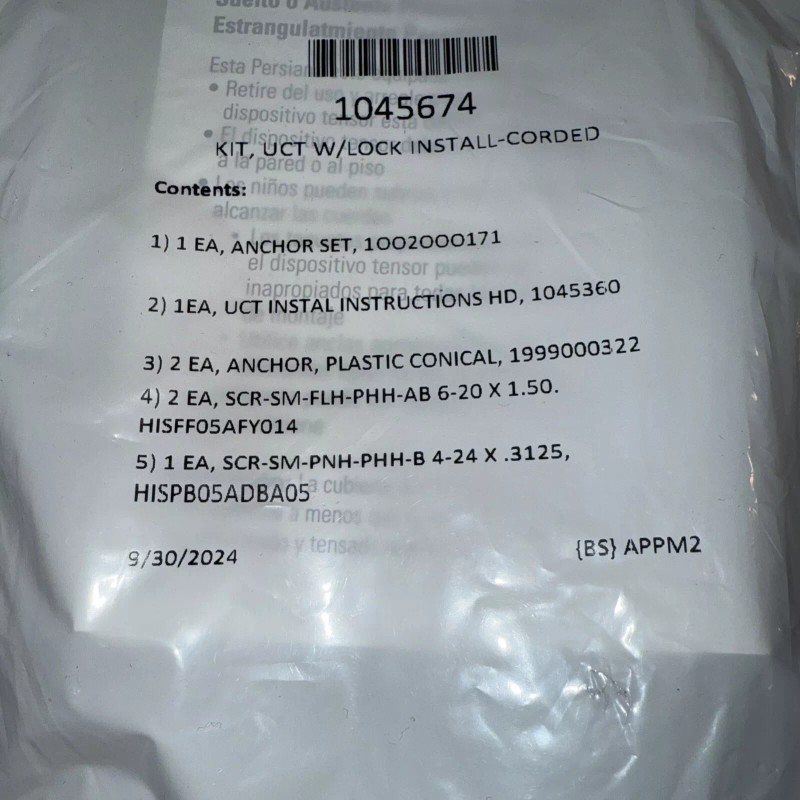 Estrangulatmiento
1045674
Esta Persiana
• Retire del uso y arregle
dispositivo tensor está
KIT, UCT W/LOCK INSTALL-CORDED
• El dispositivo
a la pared o al piso
Contents:
• Los niños pueden
alcanzar las cuerdas
1) 1 EA, ANCHOR SET, 1002000171
el dispositivo tensor
inapropiados para
2) 1EA, UCT INSTAL INSTRUCTIONS HD, 1045360
de montaje
3) 2 EA, ANCHOR, PLASTIC CONICAL, 1999000322
4) 2 EA, SCR-SM-FLH-PHH-AB 6-20 X 1.50.
HISFF05AFY014
5) 1 EA, SCR-SM-PNH-PHH-B 4-24 X .3125,
HISPB05ADBA05
a menos
y tensado
9/30/2024 {BS} APPM2